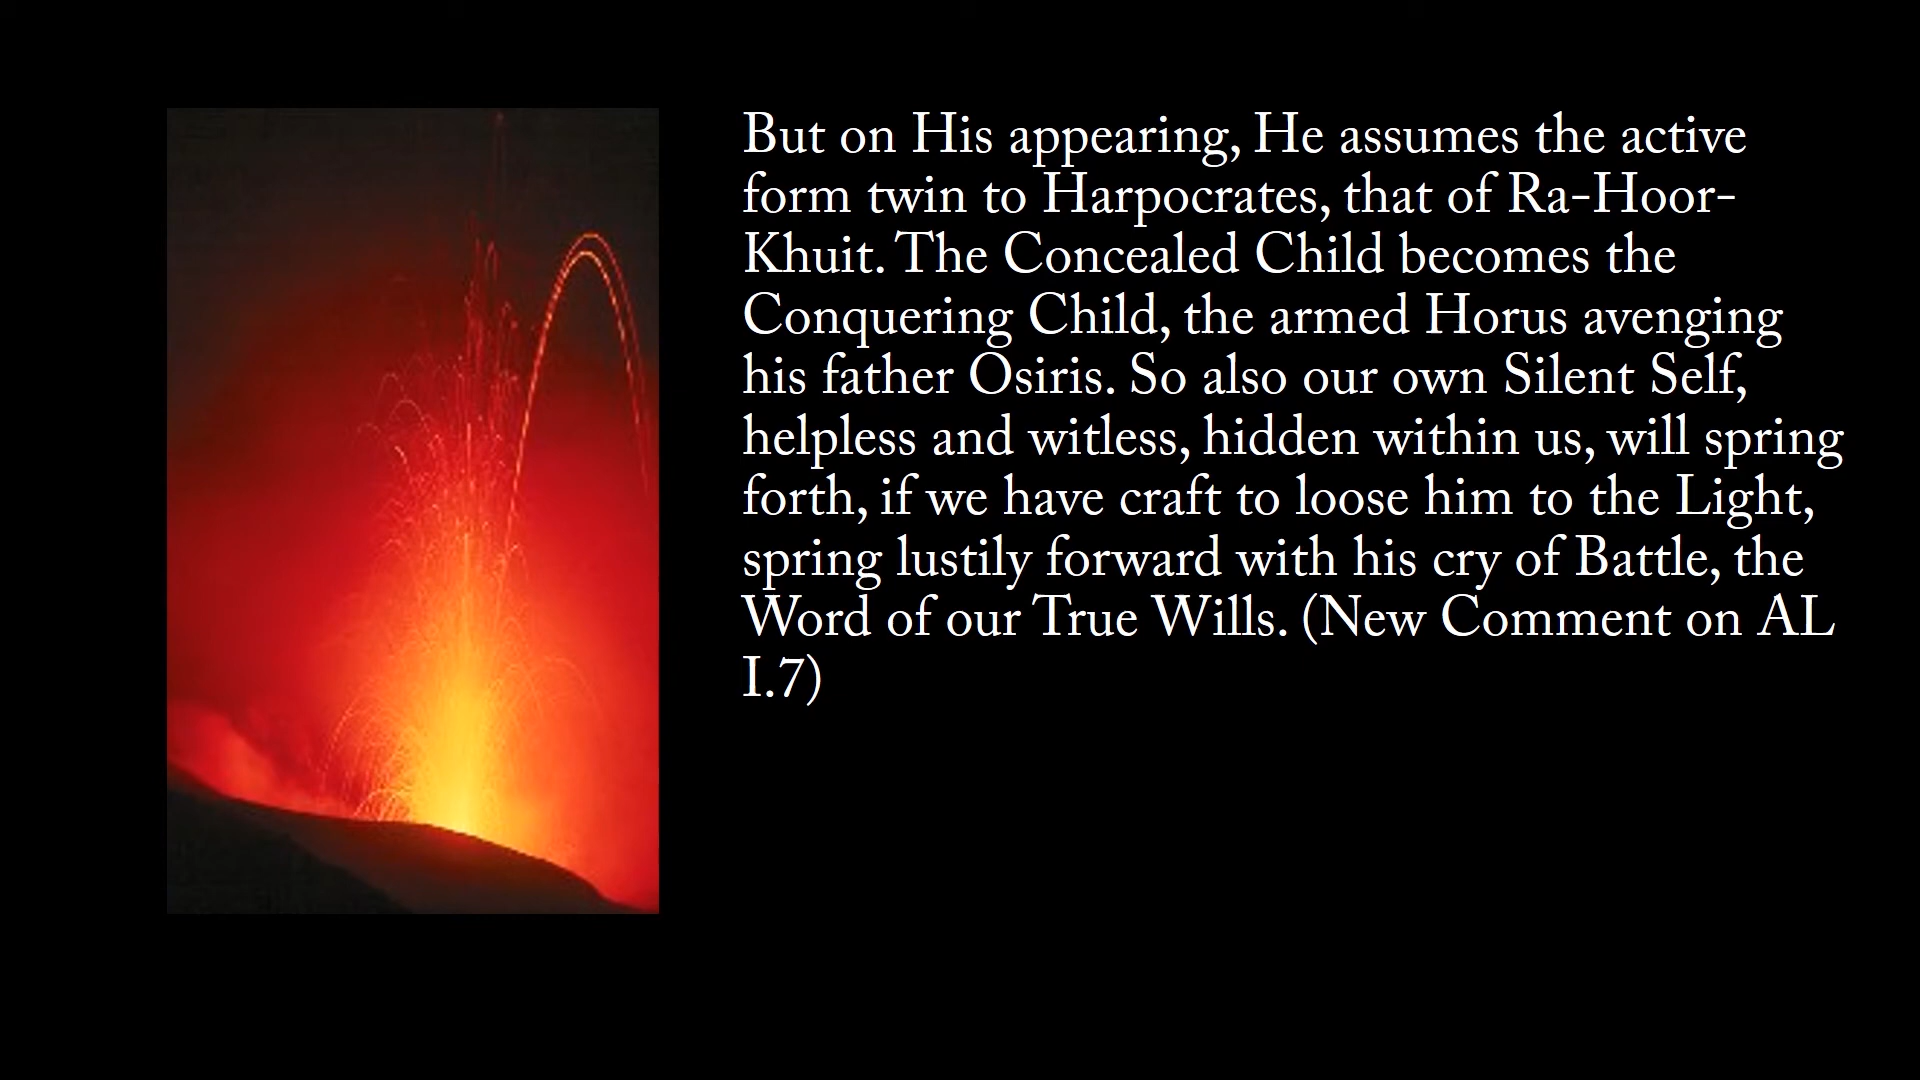 But on His appearing, He assumes the active
form twin to Harpocrates, that of Ra-Hoor-
Khuit. The Concealed Child becomes the
Conquering Child, the armed Horus avenging
his father Osiris. So also our own Silent Self,
helpless and witless, hidden within us, will spring
forth, if we have craft to loose him to the Light,
spring lustily forward with his cry of Battle, the
Word of our True Wills. (New Comment on AL
I.7)